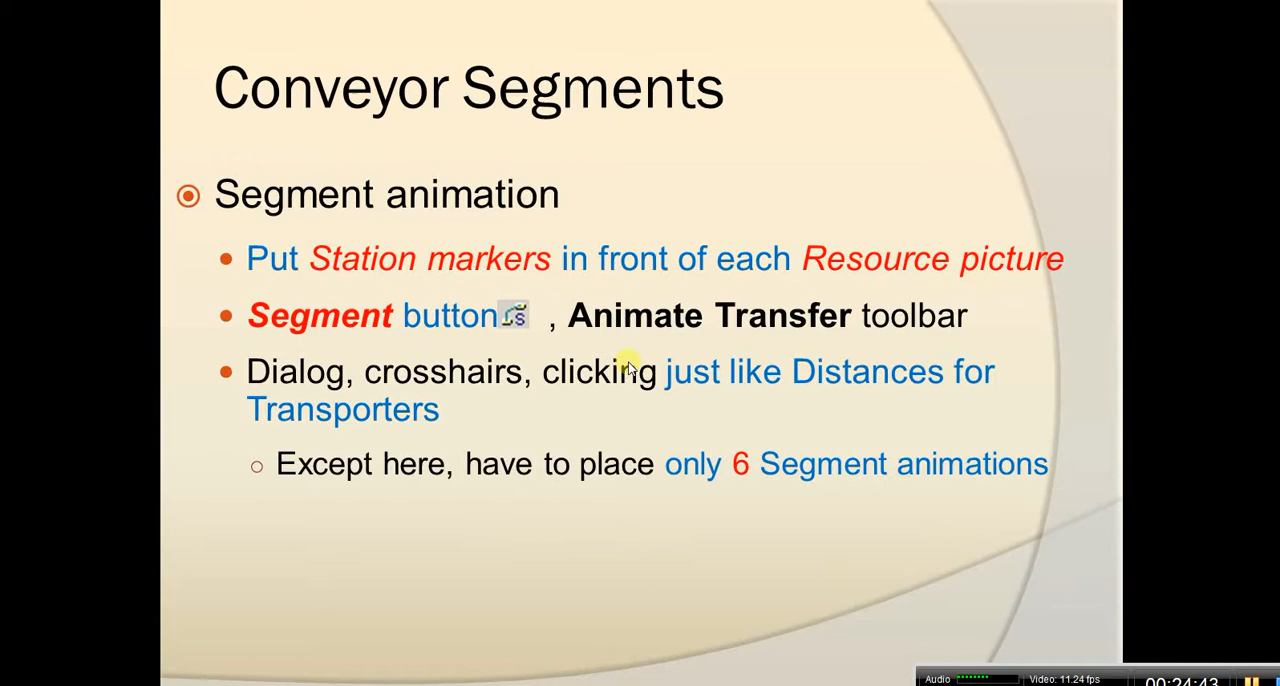 Conveyor Segments
Segment animation
Put Station markers in front of each Resource picture
Segment button , Animate Transfer toolbar
Dialog, crosshairs, clicking just like Distances for
Transporters
Except here, have to place only 6 Segment animations
Audio Video: 11.24 fps 00:24:43